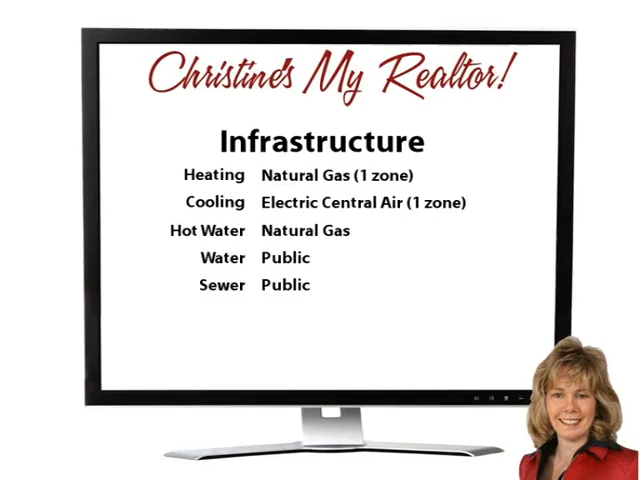 Christine's My Realtor!
Infrastructure
Heating Natural Gas (1 zone)
Cooling Electric Central Air (1 zone)
Hot Water Natural Gas
Water Public
Sewer Public